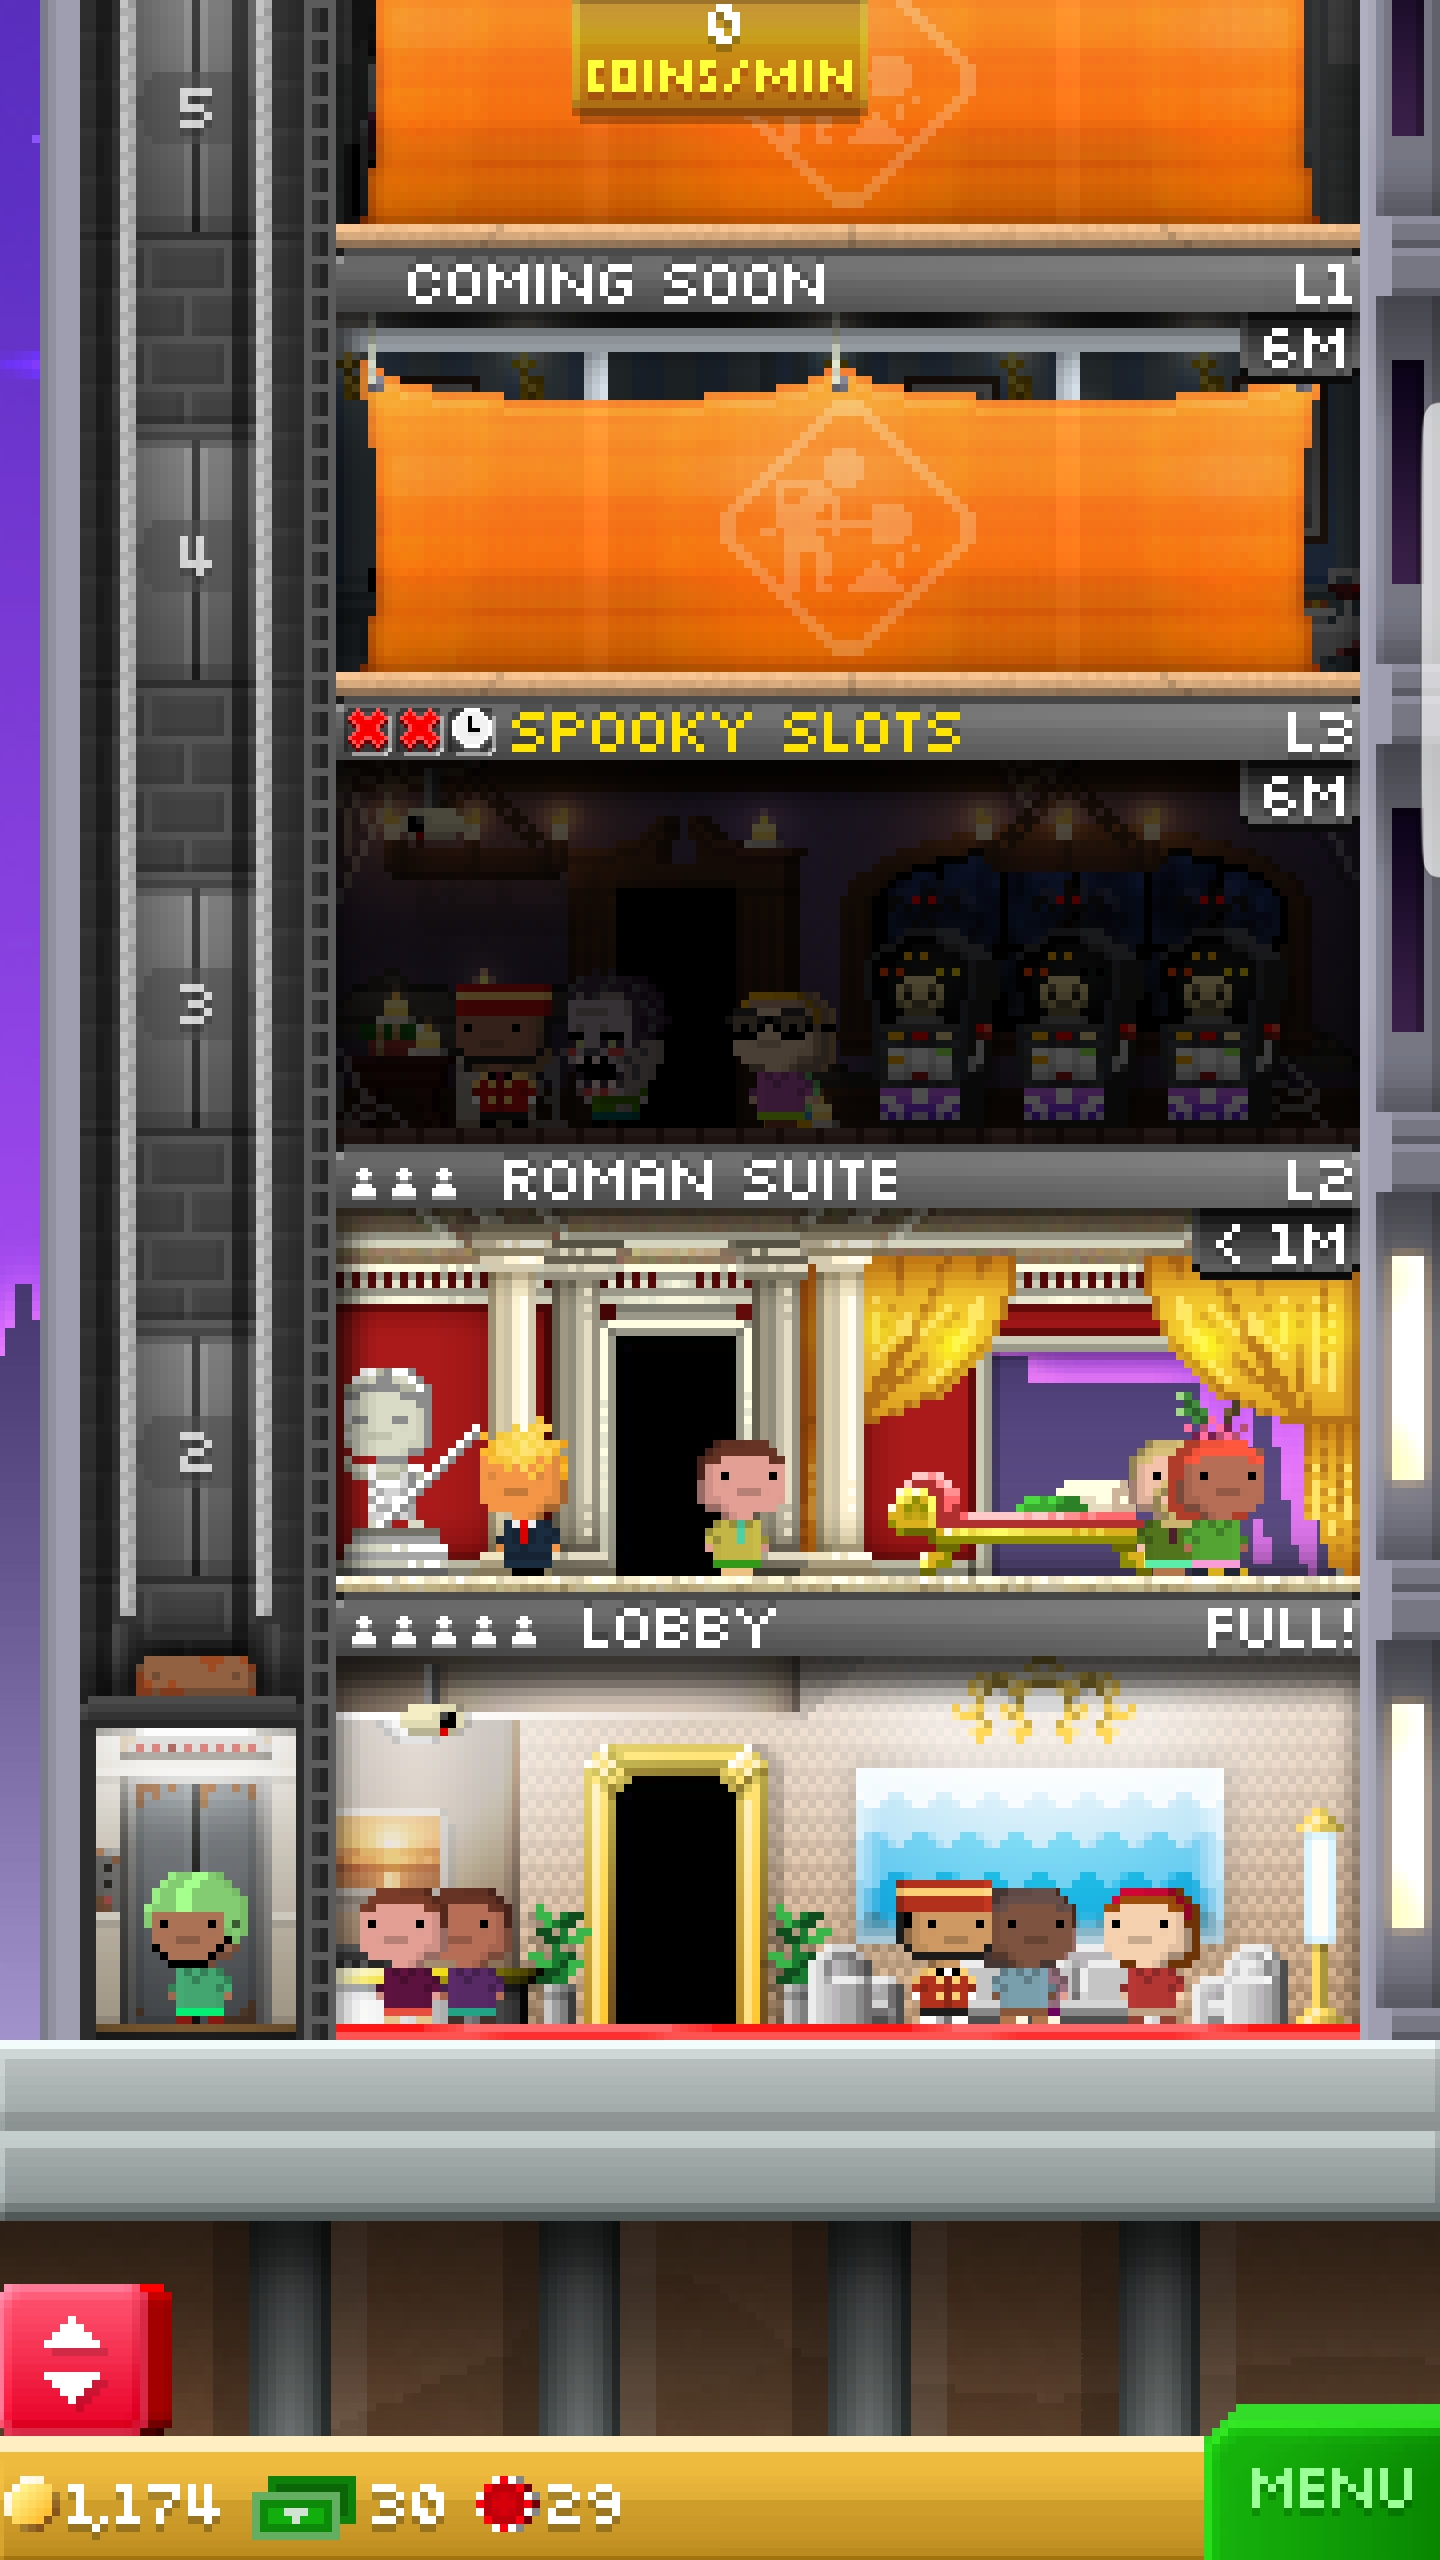 0
COINS/MIN
5
COMING SOON L1
6M
4
SPOOKY SLOTS L3
6M
3
ROMAN SUITE L2
< 1M
2
LOBBY FULL!
1,174 30 29
MENU